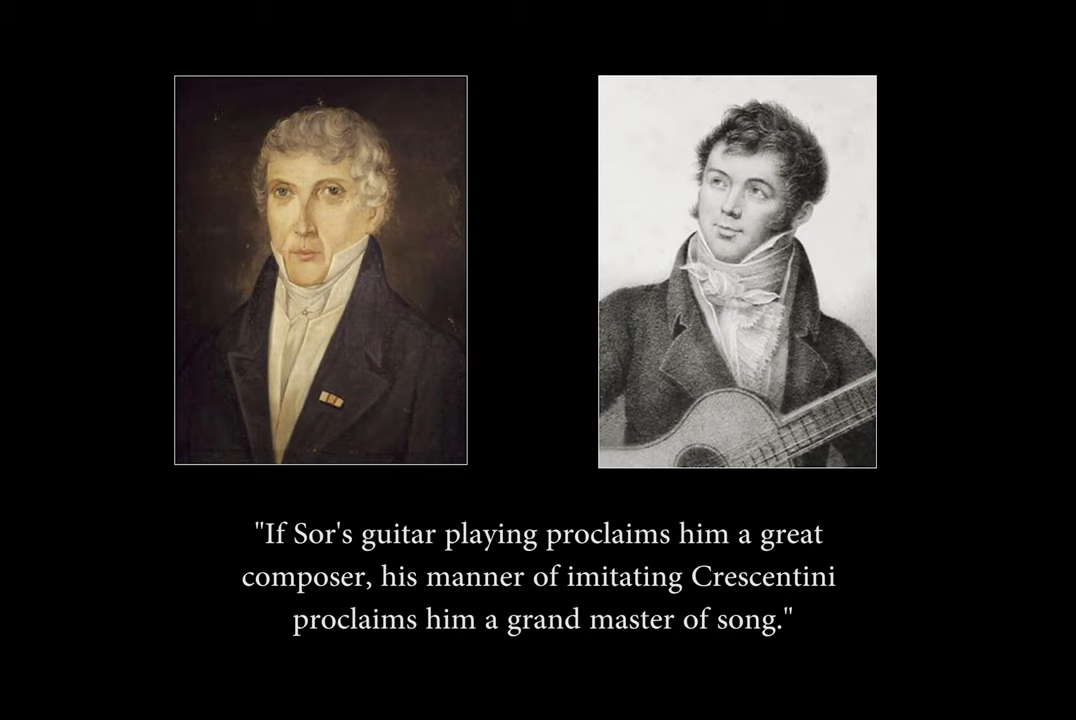 "If Sor's guitar playing proclaims him a great
composer, his manner of imitating Crescentini
proclaims him a grand master of song."